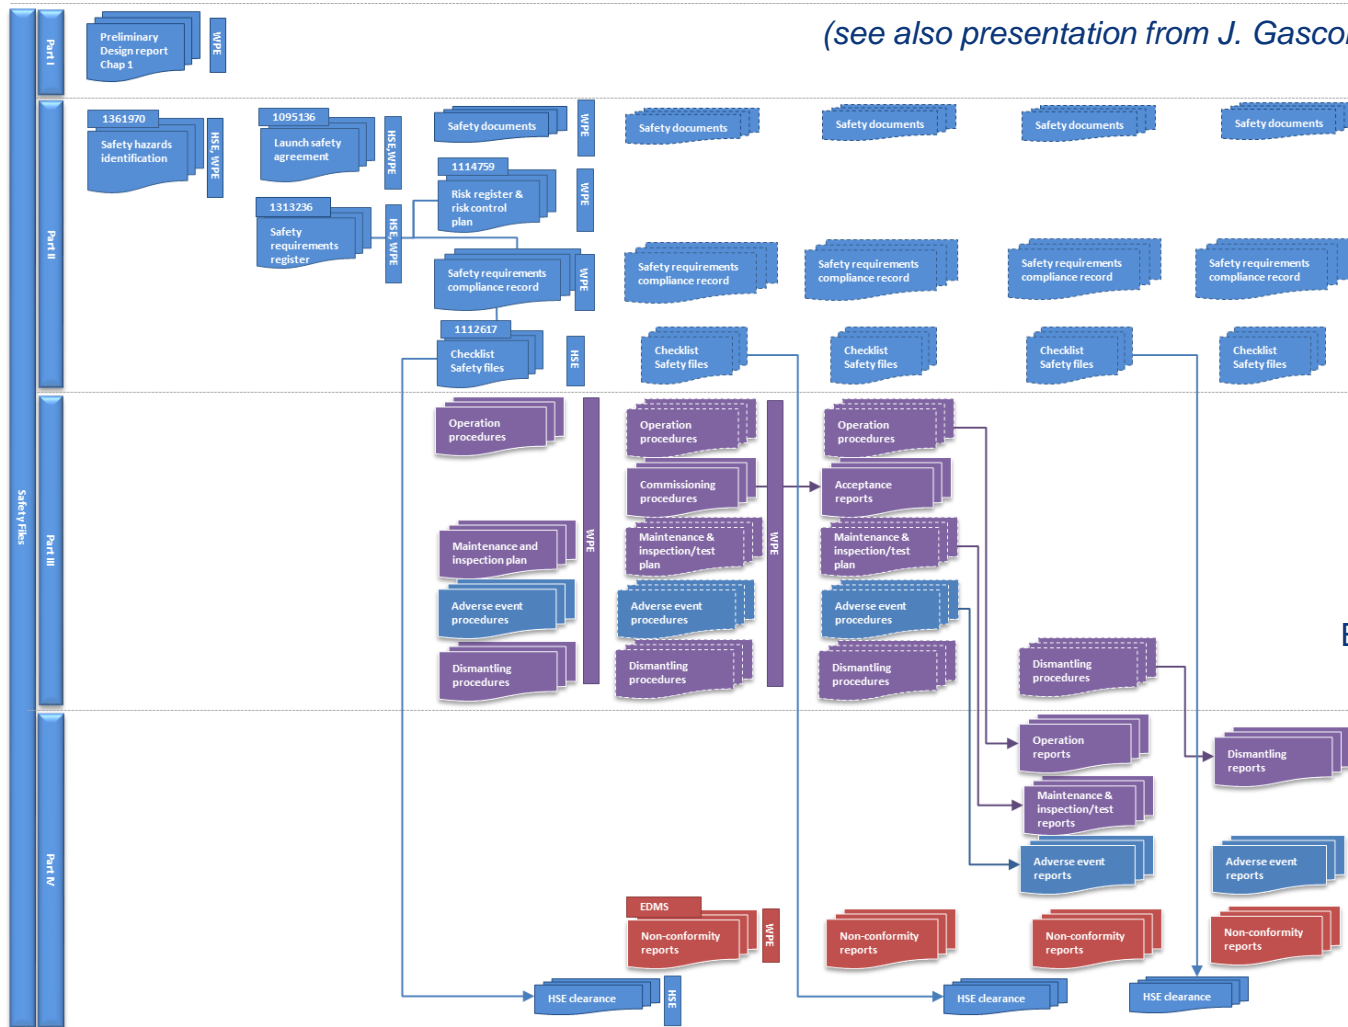 (see also presentation from J. Gascon
Safety Files
Part I
Preliminary
Design report
Chap 1
WPE
Part II
1361970
Safety hazards
identification
HSE, WPE
1095136
Launch safety
agreement
HSE,WPE
Safety documents
WPE
Safety documents
Safety documents
Safety documents
Safety documents
1114759
Risk register &
risk control
plan
WPE
1313236
Safety
requirements
register
HSE, WPE
Safety requirements
compliance record
WPE
Safety requirements
compliance record
Safety requirements
compliance record
Safety requirements
compliance record
Safety requirements
compliance record
1112617
Checklist
Safety files
HSE
Checklist
Safety files
Checklist
Safety files
Checklist
Safety files
Checklist
Safety files
Part III
Operation
procedures
WPE
Operation
procedures
WPE
Operation
procedures
Commissioning
procedures
Acceptance
reports
Maintenance and
inspection plan
Maintenance &
inspection/test
plan
Maintenance &
inspection/test
plan
Adverse event
procedures
Adverse event
procedures
Adverse event
procedures
E
Dismantling
procedures
Dismantling
procedures
Dismantling
procedures
Dismantling
procedures
Part IV
Operation
reports
Dismantling
reports
Maintenance &
inspection/test
reports
Adverse event
reports
Adverse event
reports
EDMS
Non-conformity
reports
WPE
Non-conformity
reports
Non-conformity
reports
Non-conformity
reports
HSE clearance
HSE
HSE clearance
HSE clearance